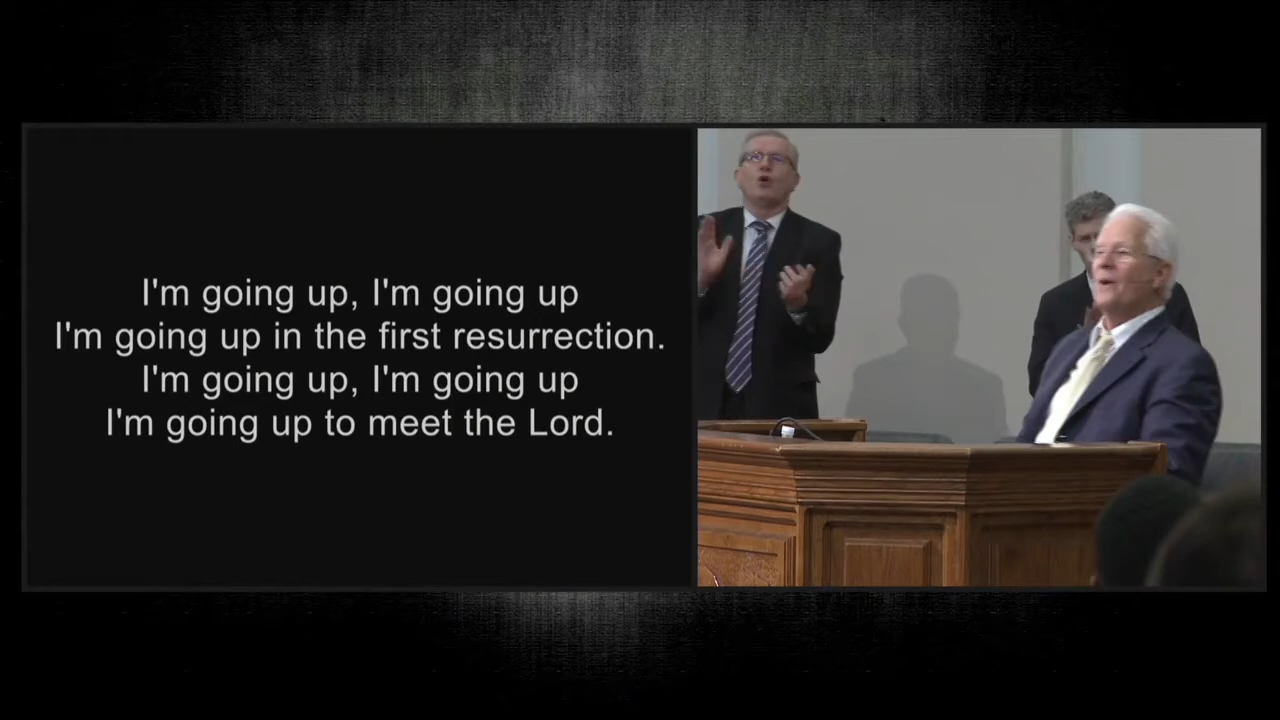 I'm going up, I'm going up
I'm going up in the first resurrection.
I'm going up, I'm going up
I'm going up to meet the Lord.